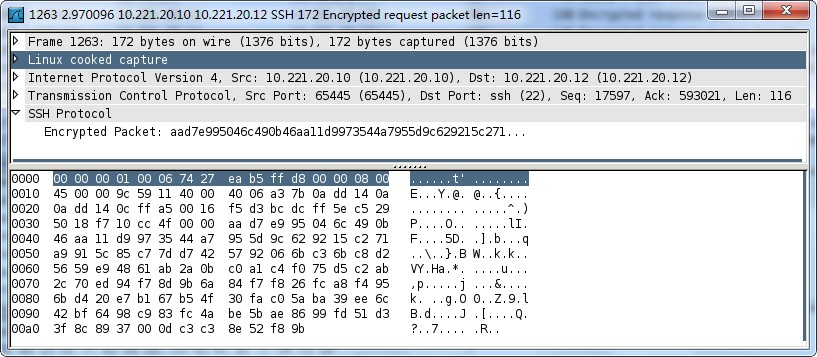 1263 2.970096 10.221.20.10 10.221.20.12 SSH 172 Encrypted request packet len=116
Frame 1263: 172 bytes on wire (1376 bits), 172 bytes captured (1376 bits)
Linux cooked capture
Internet Protocol Version 4, Src: 10.221.20.10 (10.221.20.10), Dst: 10.221.20.12 (10.221.20.12)
Transmission Control Protocol, Src Port: 65445 (65445), Dst Port: ssh (22), Seq: 17597, Ack: 593021, Len: 116
SSH Protocol
Encrypted Packet: aad7e995046c490b46aa11d9973544a7955d9c629215c271...
0000 00 00 00 01 00 06 74 27 ea b5 ff d8 00 00 08 00 ......t' ........
0010 45 00 00 9c 59 11 40 00 40 06 a3 7b 0a dd 14 0a E...Y.@. @..{....
0020 0a dd 14 0c ff a5 00 16 f5 d3 bc dc ff 5e c5 29 ........ .....^.)
0030 50 18 f7 10 cc 4f 00 00 aa d7 e9 95 04 6c 49 0b P....O.. .....lI.
0040 46 aa 11 d9 97 35 44 a7 95 5d 9c 62 92 15 c2 71 F....5D. .].b...q
0050 a9 91 5c 85 c7 7d d7 42 57 92 06 6b c3 6b c8 d2 ..\..}.B W..k.k..
0060 56 59 e9 48 61 ab 2a 0b c0 a1 c4 f0 75 d5 c2 ab VY.Ha.*. ....u...
0070 2c 70 ed 94 f7 8d 9b 6a 84 f7 f8 26 fc a8 f4 95 ,p.....j ...&....
0080 6b d4 20 e7 b1 67 b5 4f 30 fa c0 5a ba 39 ee 6c k. ..g.O 0..Z.9.l
0090 42 bf 64 98 c9 83 fc 4a be 5b ae 86 99 fd 51 d3 B.d....J .[....Q.
00a0 3f 8c 89 37 00 0d c3 c3 8e 52 f8 9b ?..7.... .R..